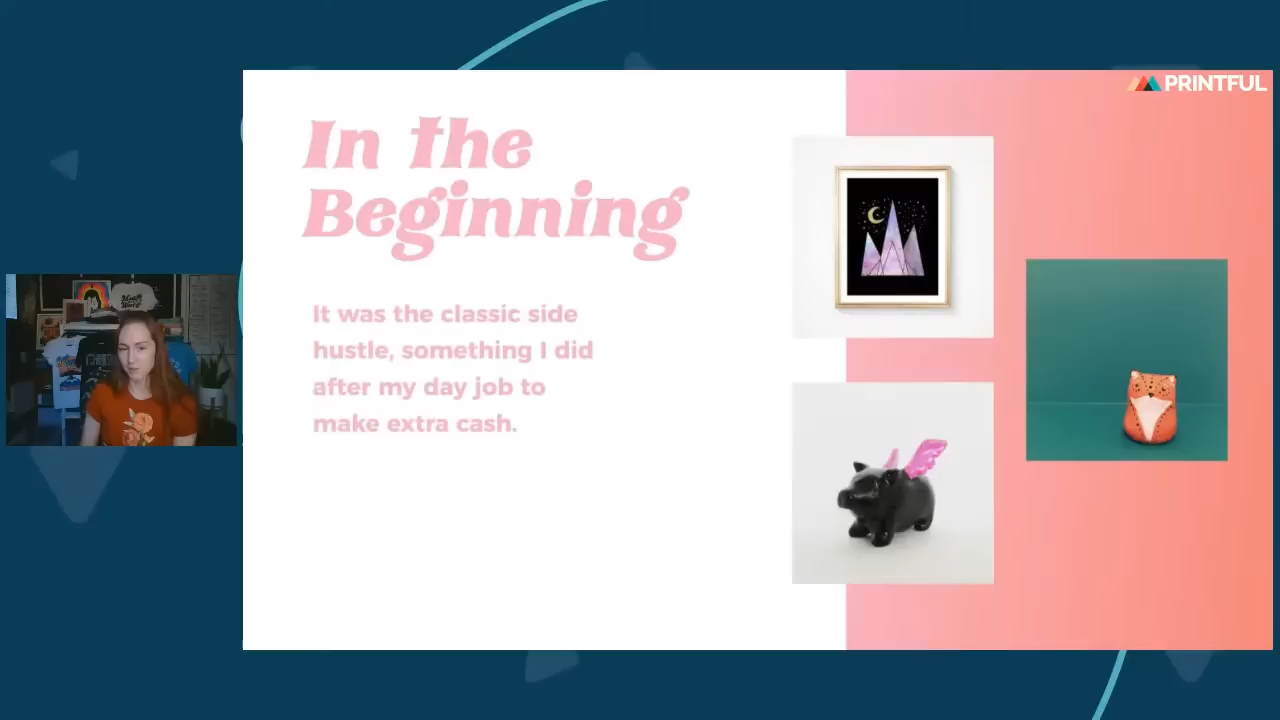 PRINTFUL
In the
Beginning
It was the classic side
hustle, something I did
after my day job to
make extra cash.